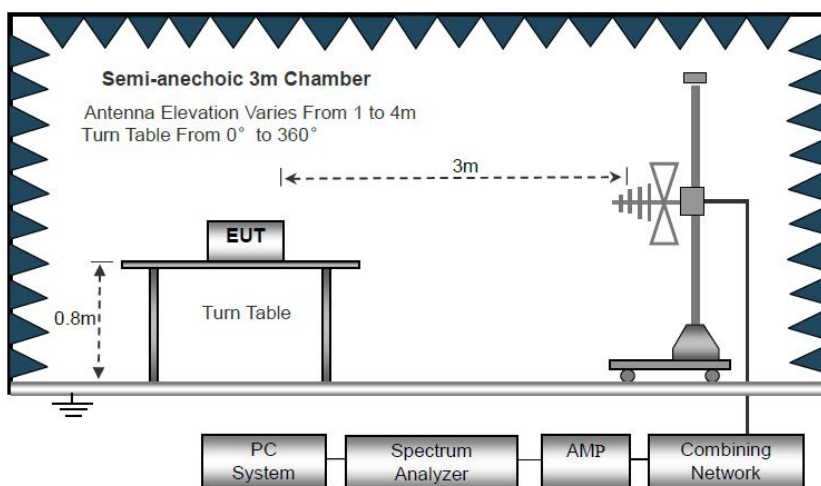 Semi-anechoic 3m Chamber
Antenna Elevation Varies From 1 to 4m
Turn Table From 0° to 360°
3m
EUT
0.8m
Turn Table
PC
System
Spectrum
Analyzer
AMP
Combining
Network